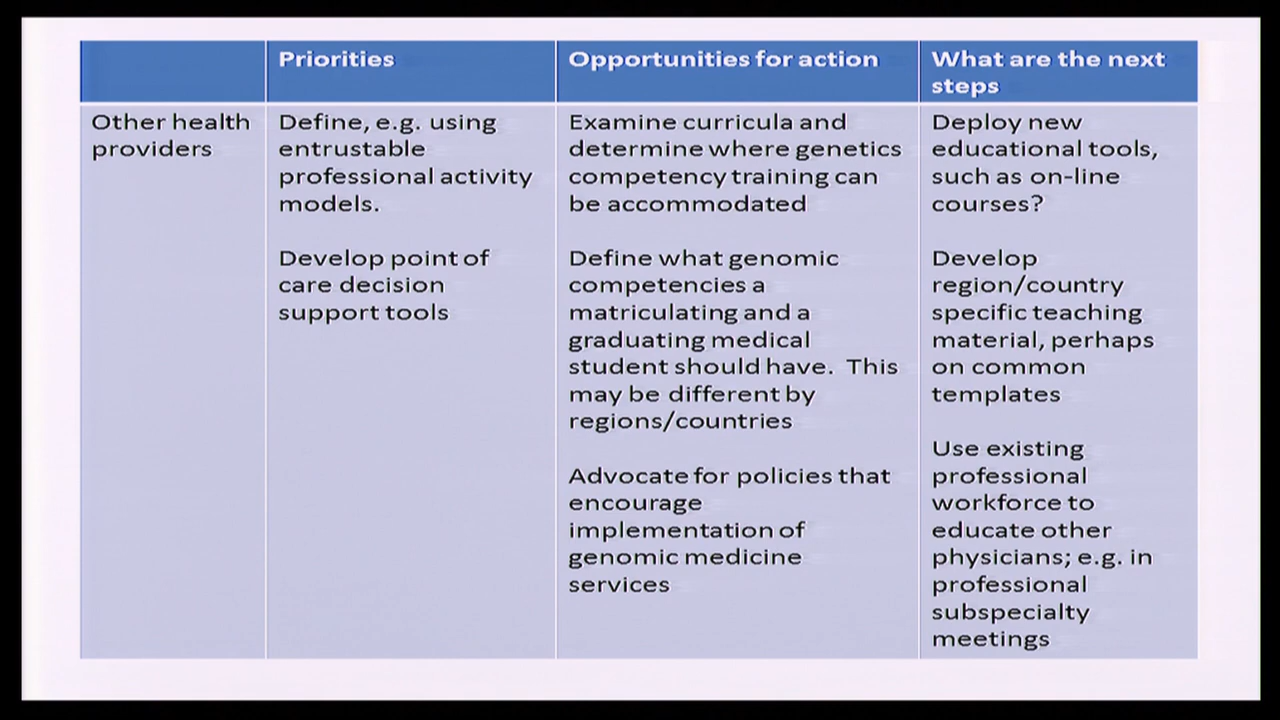 Priorities
Opportunities for action
What are the next
steps
Other health
providers
Define, e.g. using
entrustable
professional activity
models.
Develop point of
care decision
support tools
Examine curricula and
determine where genetics
competency training can
be accommodated
Define what genomic
competencies a
matriculating and a
graduating medical
student should have.  This
may be different by
regions/countries
Advocate for policies that
encourage
implementation of
genomic medicine
services
Deploy new
educational tools,
such as on-line
courses?
Develop
region/country
specific teaching
material, perhaps
on common
templates
Use existing
professional
workforce to
educate other
physicians; e.g. in
professional
subspecialty
meetings